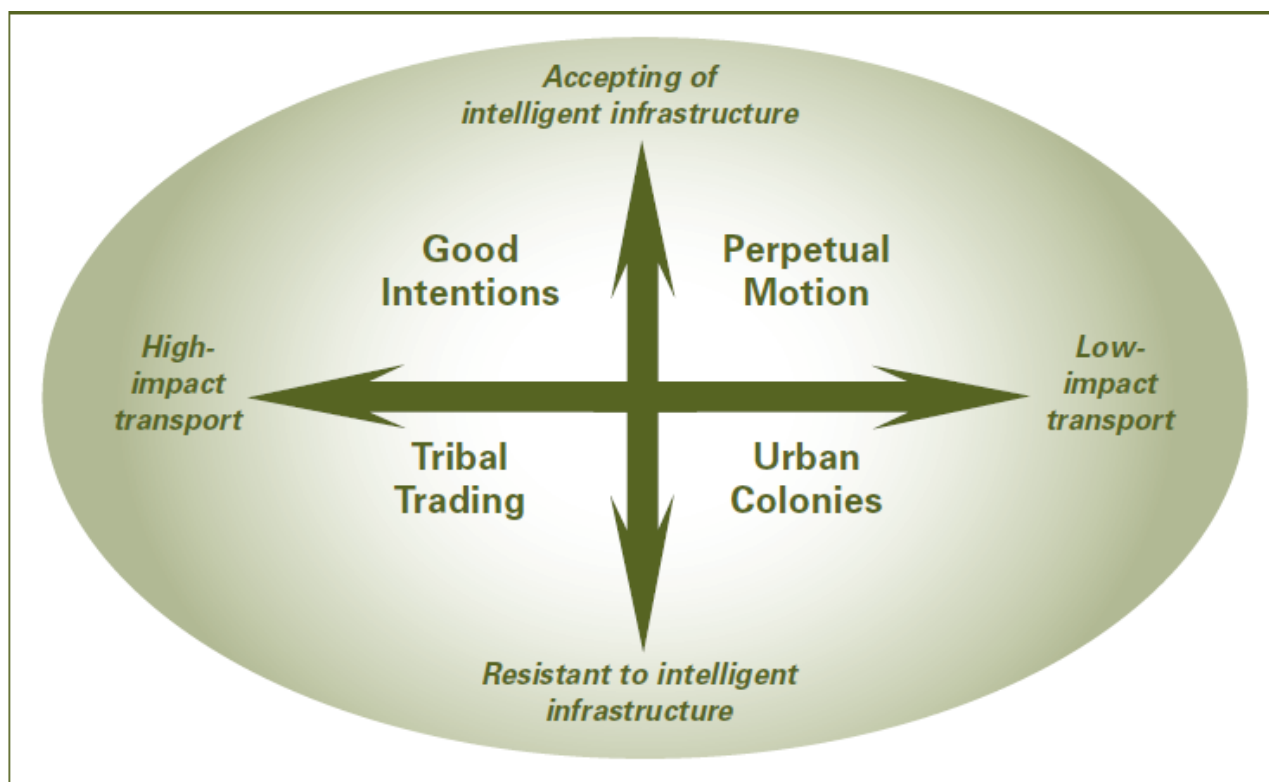 Accepting of
intelligent infrastructure
Good
Intentions
Perpetual
Motion
High-
impact
transport
Low-
impact
transport
Tribal
Trading
Urban
Colonies
Resistant to intelligent
infrastructure